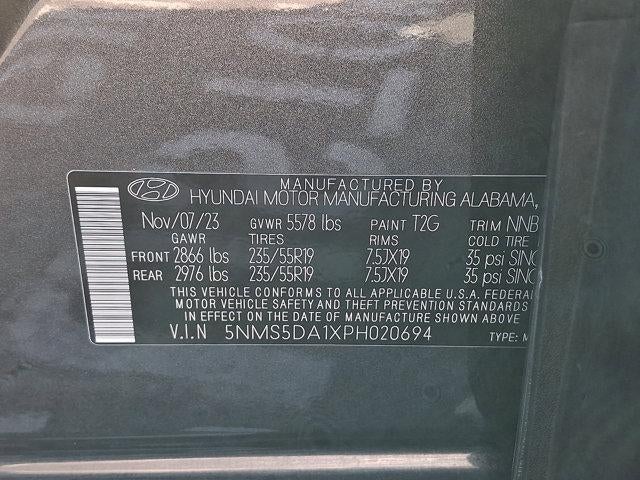 MANUFACTURED BY
HYUNDAI MOTOR MANUFACTURING ALABAMA,
Nov/07/23 GVWR 5578 lbs PAINT T2G TRIM NNB
GAWR TIRES RIMS COLD TIRE
FRONT 2866 lbs 235/55R19 7.5JX19 35 psi SING
REAR 2976 lbs 235/55R19 7.5JX19 35 psi SING
THIS VEHICLE CONFORMS TO ALL APPLICABLE U.S.A. FEDERAL
MOTOR VEHICLE SAFETY AND THEFT PREVENTION STANDARDS
IN EFFECT ON THE DATE OF MANUFACTURE SHOWN ABOVE
V.I.N 5NMS5DA1XPH020694 TYPE: M